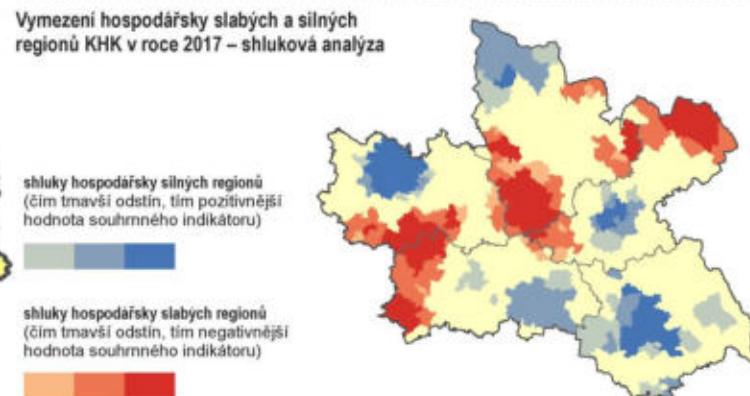 Vymezení hospodářsky slabých a silných
regionů KHK v roce 2017 – shluková analýza
shluky hospodářsky silných regionů
(čím tmavší odstín, tím pozitivnější
hodnota souhrnného indikátoru)
shluky hospodářsky slabých regionů
(čím tmavší odstín, tím negativnější
hodnota souhrnného indikátoru)